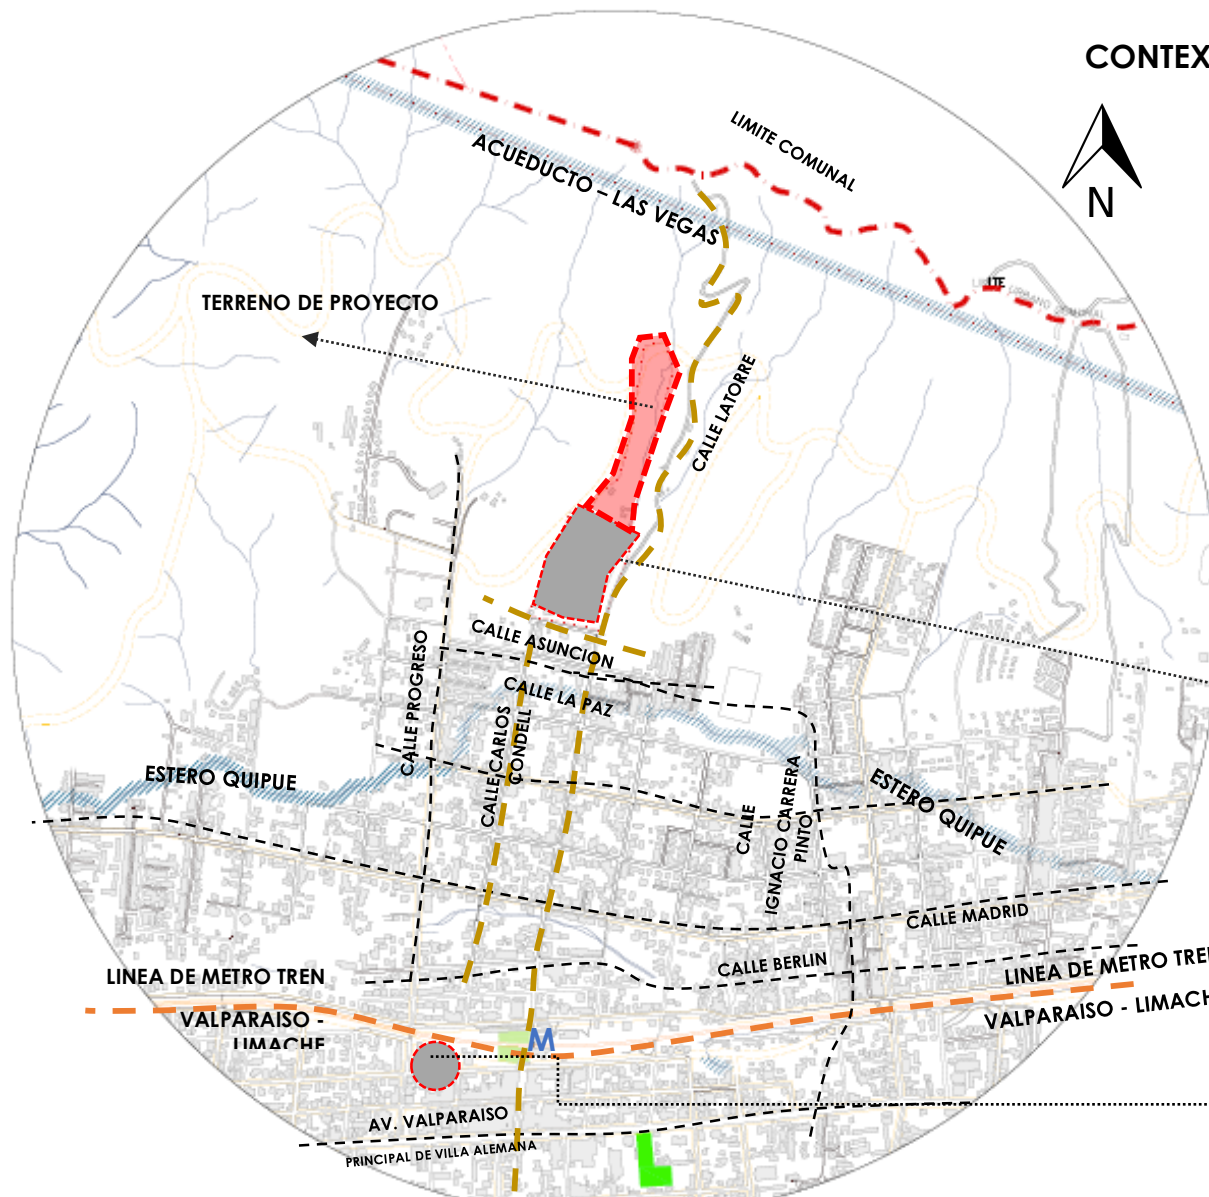 CONTEX
LIMITE COMUNAL
ACUEDUCTO – LAS VEGAS
N
TERRENO DE PROYECTO
CALLE LATORRE
CALLE ASUNCION
CALLE PROGRESO
CALLE LA PAZ
CALLE CARLOS
CONDELL
ESTERO QUIPUE
ESTERO QUIPUE
CALLE
IGNACIO CARRERA
PINTO
CALLE MADRID
CALLE BERLIN
LINEA DE METRO TREN
VALPARAISO -
LIMACHE
LINEA DE METRO TRE
VALPARAISO - LIMACH
M
AV. VALPARAISO
PRINCIPAL DE VILLA ALEMANA